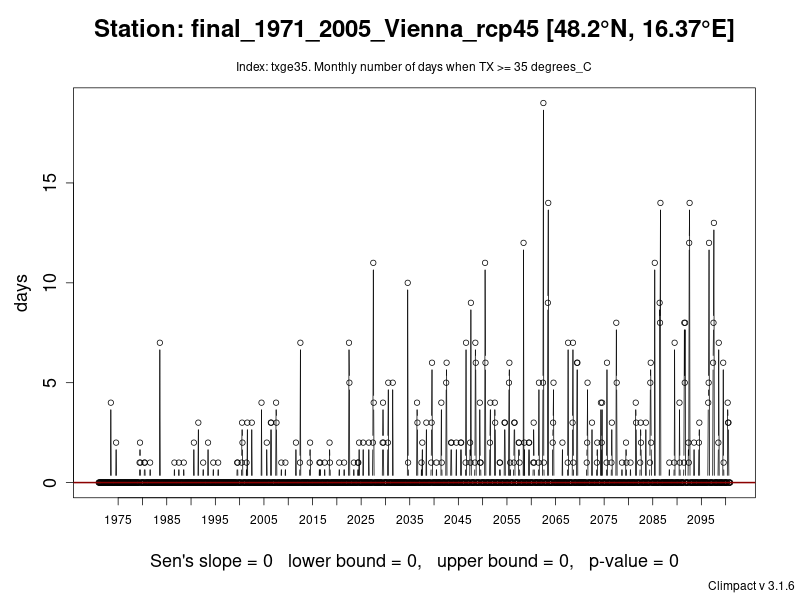 Station: final_1971_2005_Vienna_rcp45 [48.2°N, 16.37°E]
Index: txge35. Monthly number of days when TX >= 35 degrees_C
15
10
5
0
days
1975 1985 1995 2005 2015 2025 2035 2045 2055 2065 2075 2085 2095
Sen's slope = 0 lower bound = 0, upper bound = 0, p-value = 0
Climpact v 3.1.6